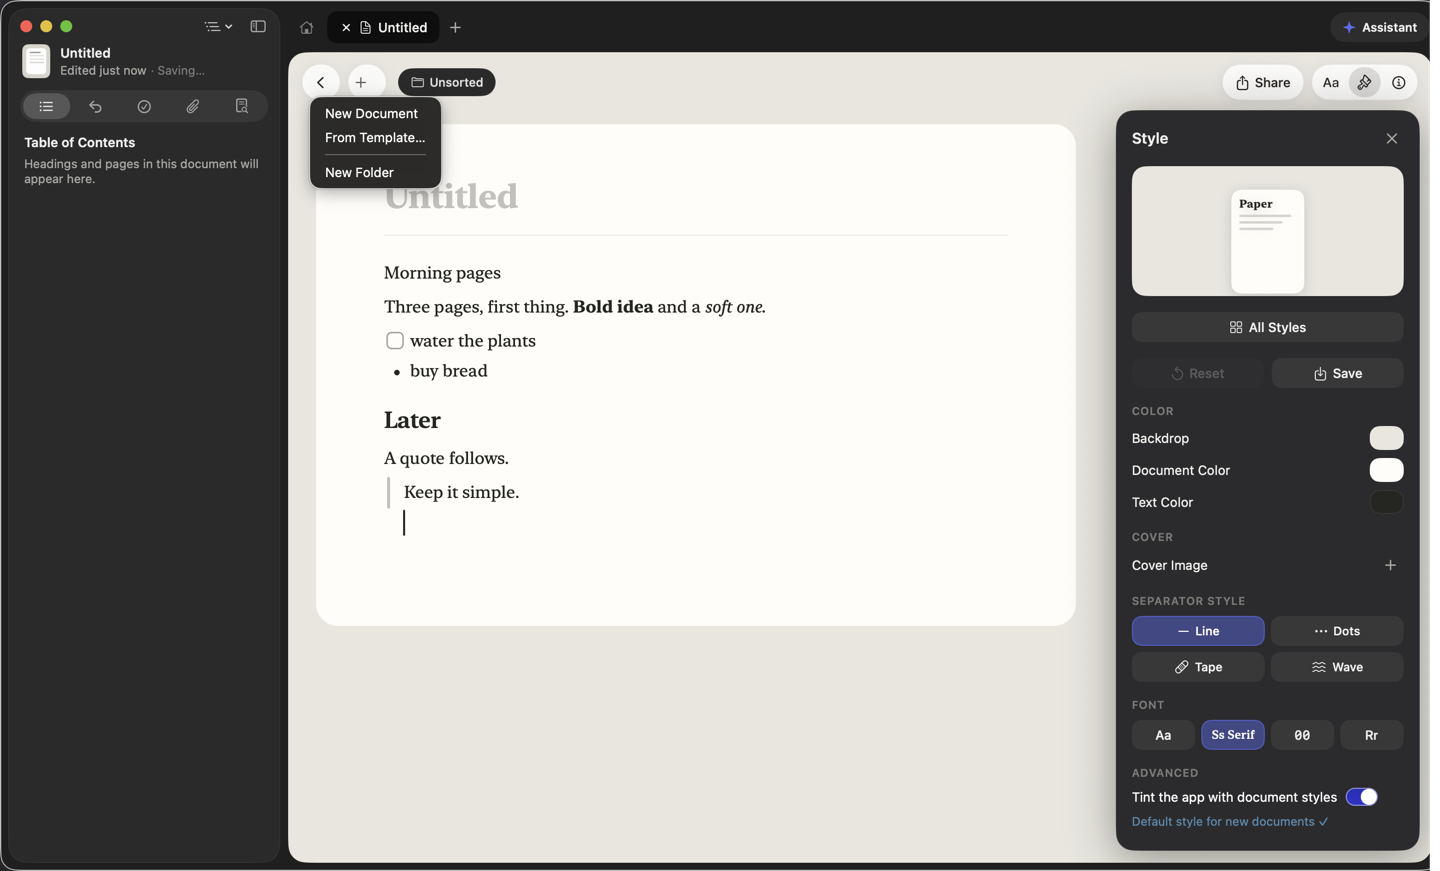 Untitled
Edited just now · Saving...
Table of Contents
Headings and pages in this document will
appear here.
Untitled
Assistant
Unsorted
New Document
From Template...
New Folder
Share
Aa
Untitled
Morning pages
Three pages, first thing. Bold idea and a soft one.
water the plants
• buy bread
Later
A quote follows.
Keep it simple.
Style
Paper
All Styles
Reset
Save
COLOR
Backdrop
Document Color
Text Color
COVER
Cover Image
SEPARATOR STYLE
Line
Dots
Tape
Wave
FONT
Aa
Ss Serif
00
Rr
ADVANCED
Tint the app with document styles
Default style for new documents ✓